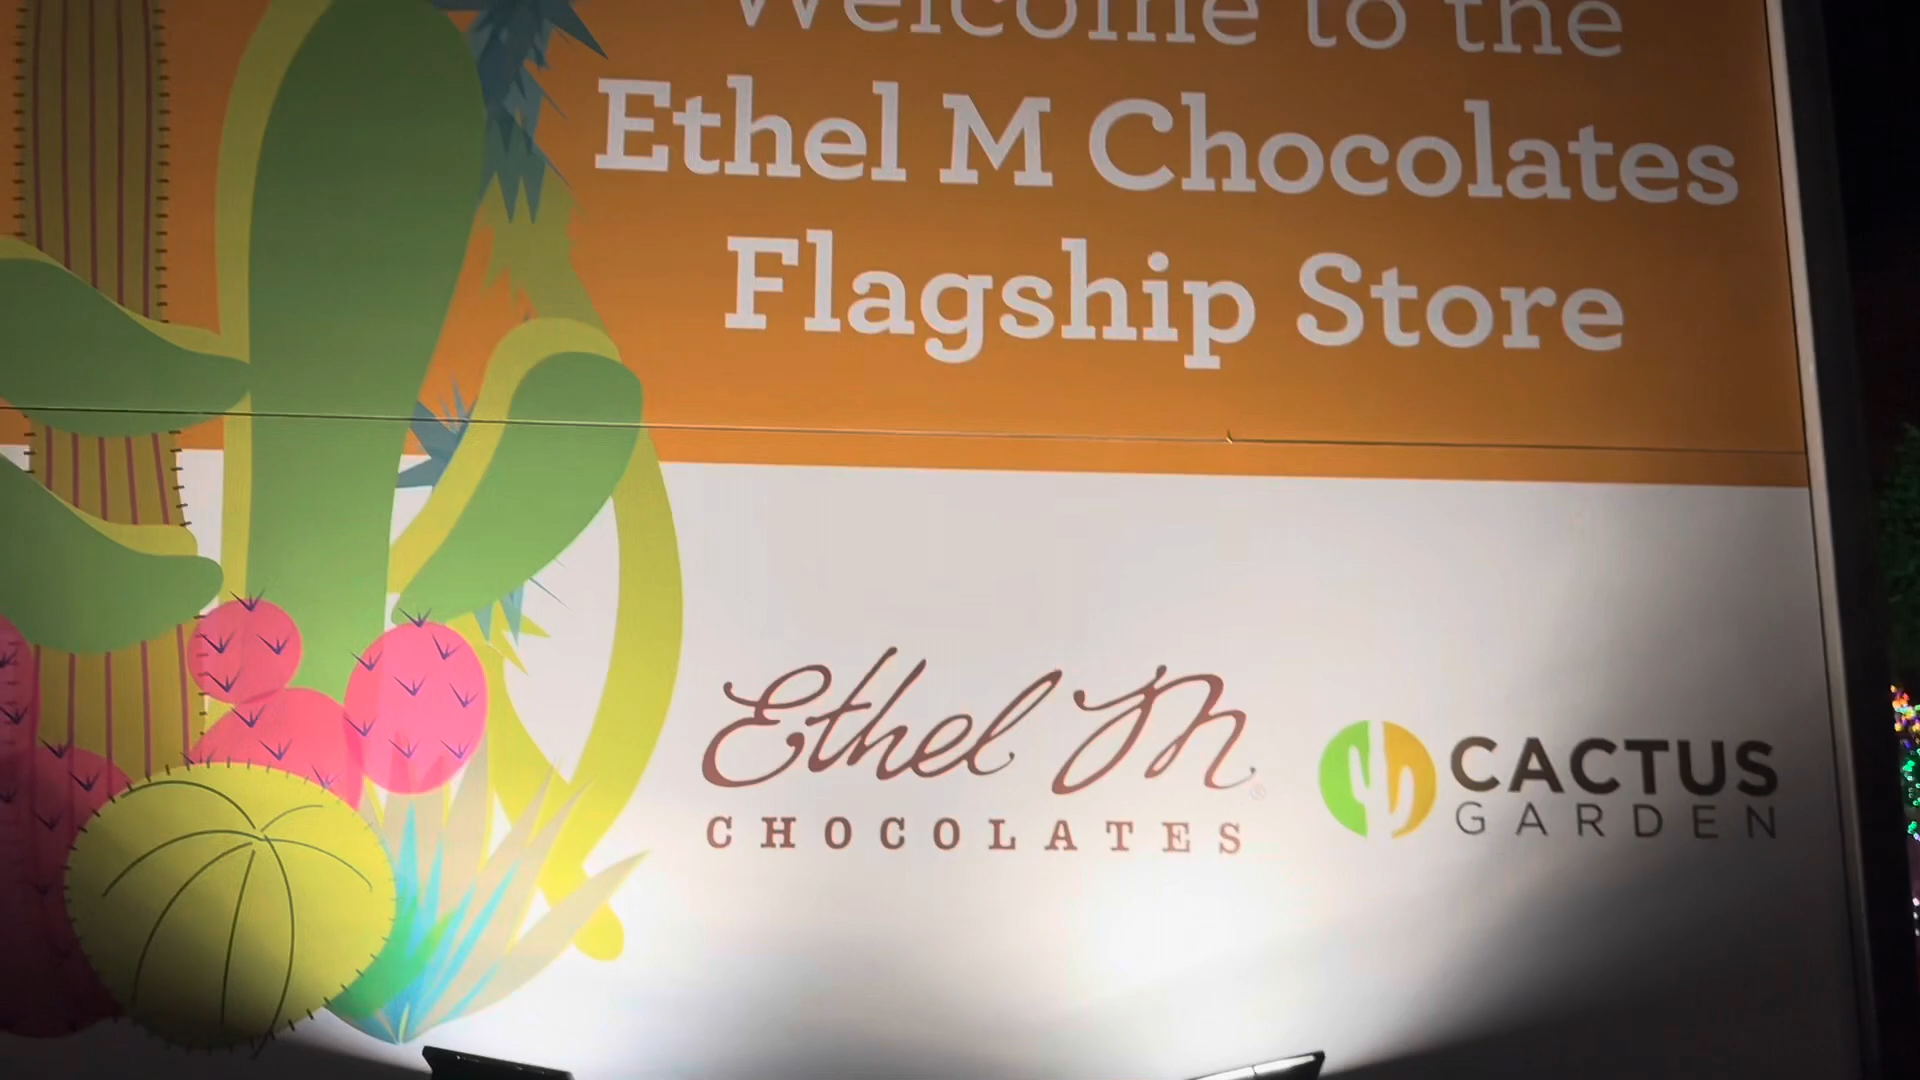 Welcome to the
Ethel M Chocolates
Flagship Store
Ethel M®
CHOCOLATES
CACTUS
GARDEN